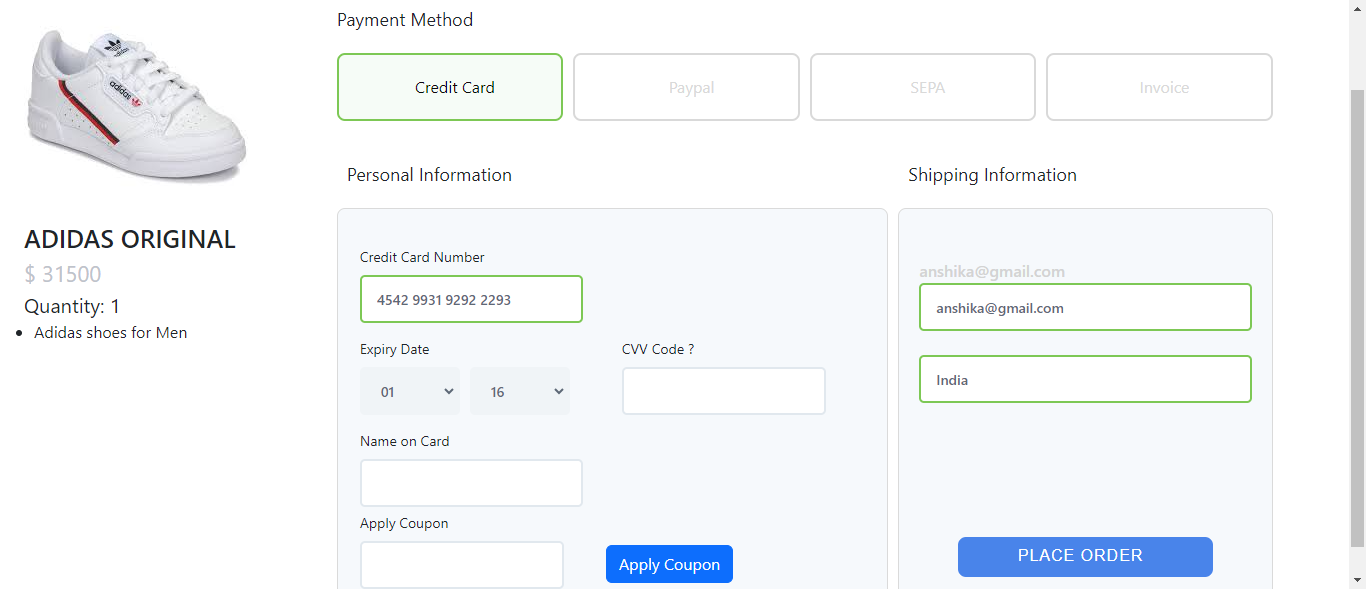 adidas
Payment Method
Credit Card
Paypal
SEPA
Invoice
Personal Information
Shipping Information
ADIDAS ORIGINAL
$ 31500
Quantity: 1
Adidas shoes for Men
Credit Card Number
4542 9931 9292 2293
Expiry Date
CVV Code ?
01
16
Name on Card
Apply Coupon
Apply Coupon
anshika@gmail.com
anshika@gmail.com
India
PLACE ORDER